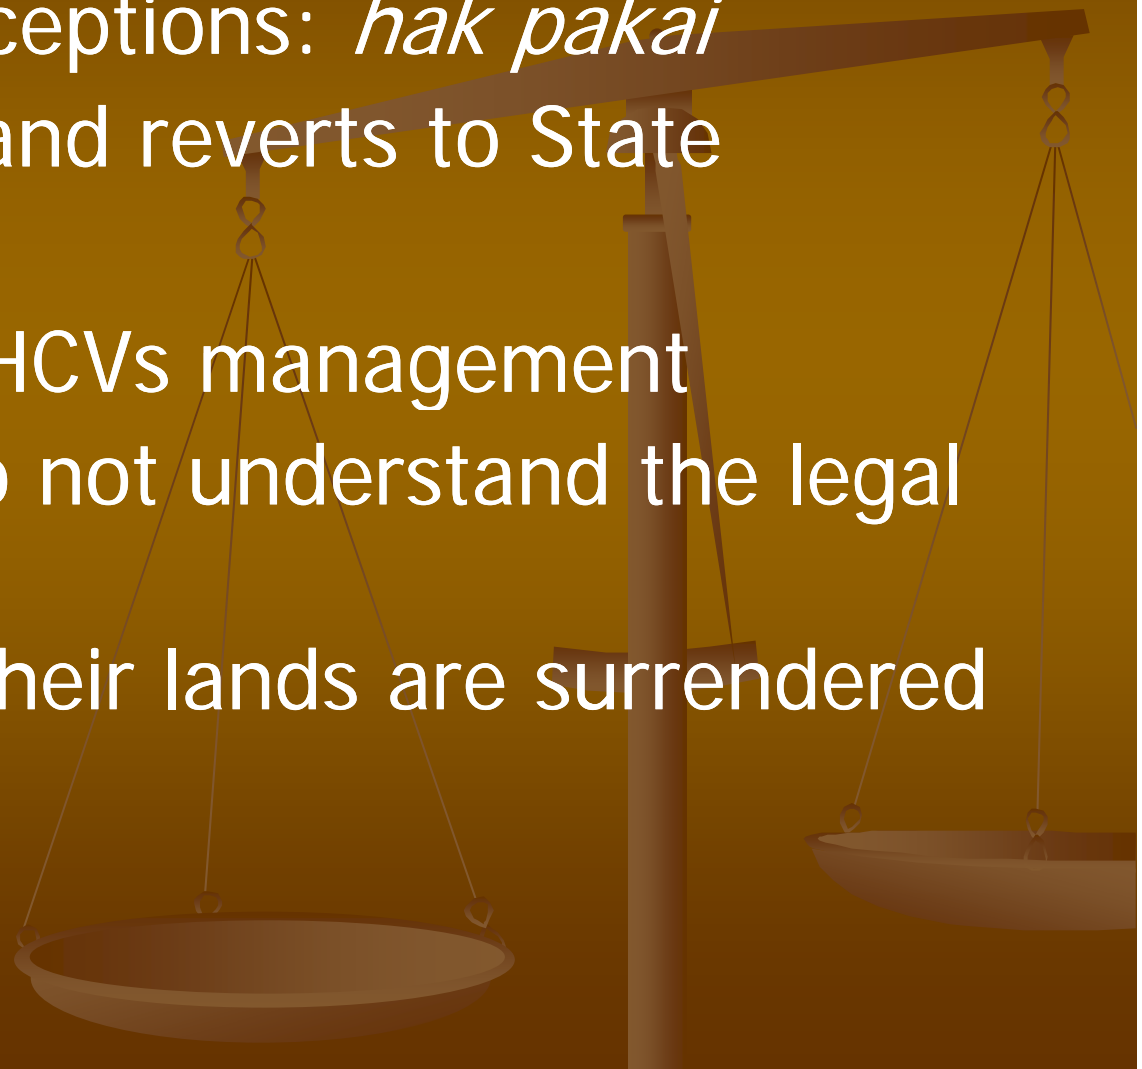 ceptions: hak pakai
and reverts to State
HCVs management
not understand the legal
heir lands are surrendered